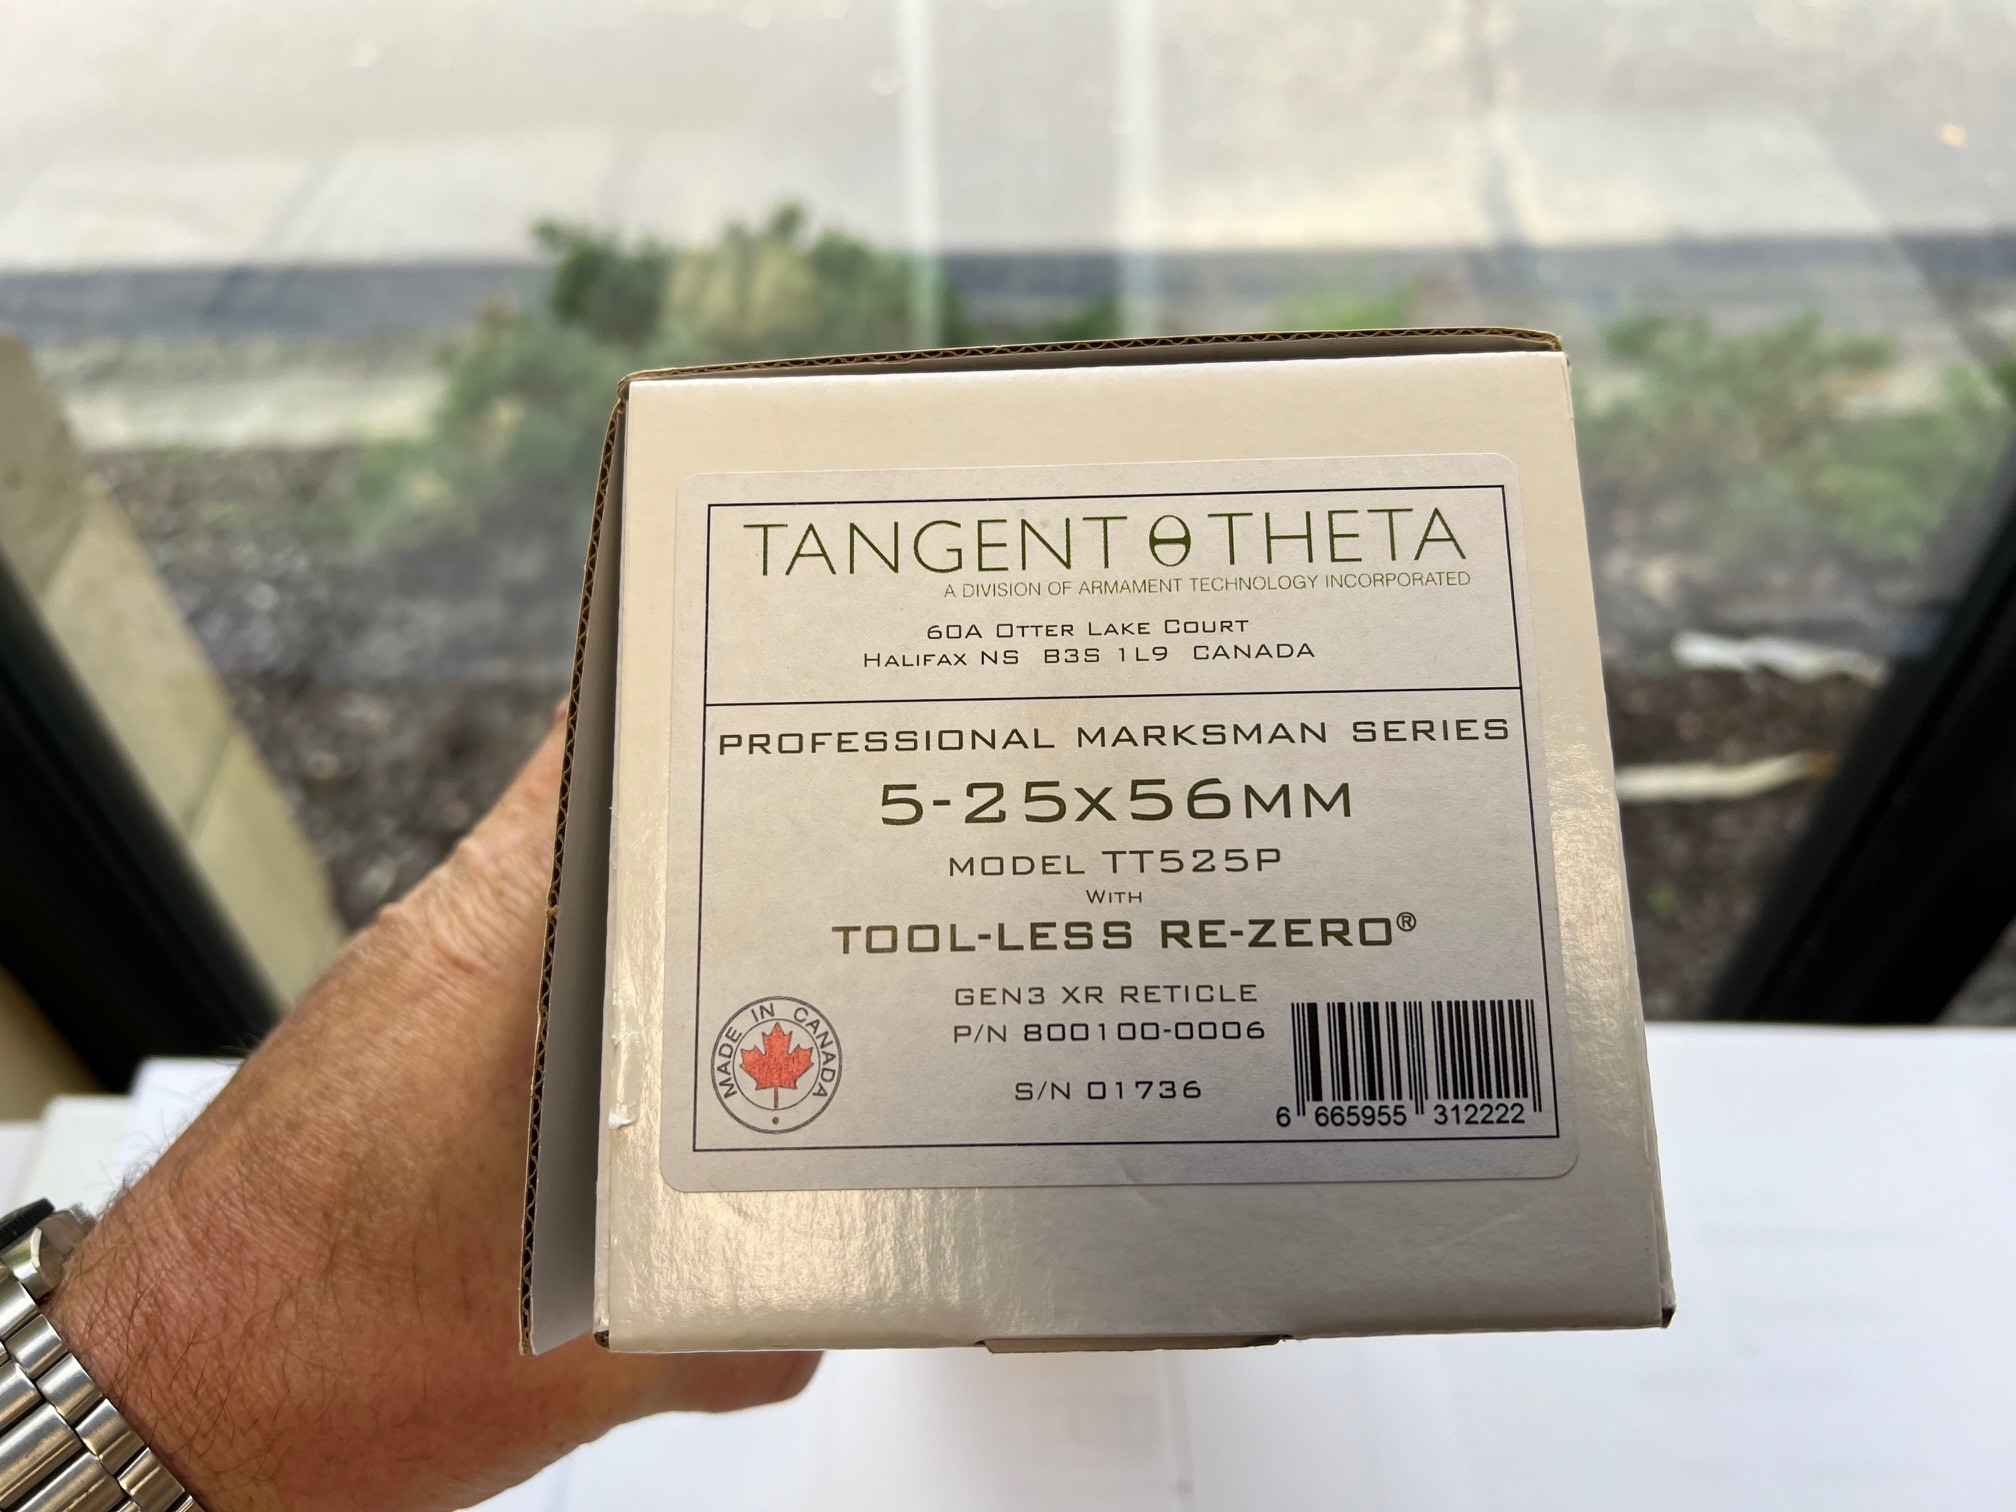 TANGENT θ THETA
A DIVISION OF ARMAMENT TECHNOLOGY INCORPORATED
60A OTTER LAKE COURT
HALIFAX NS B3S 1L9 CANADA
PROFESSIONAL MARKSMAN SERIES
5-25x56MM
MODEL TT525P
WITH
TOOL-LESS RE-ZERO®
GEN3 XR RETICLE
P/N 800100-0006
S/N 01736
MADE IN CANADA
6 665955 312222